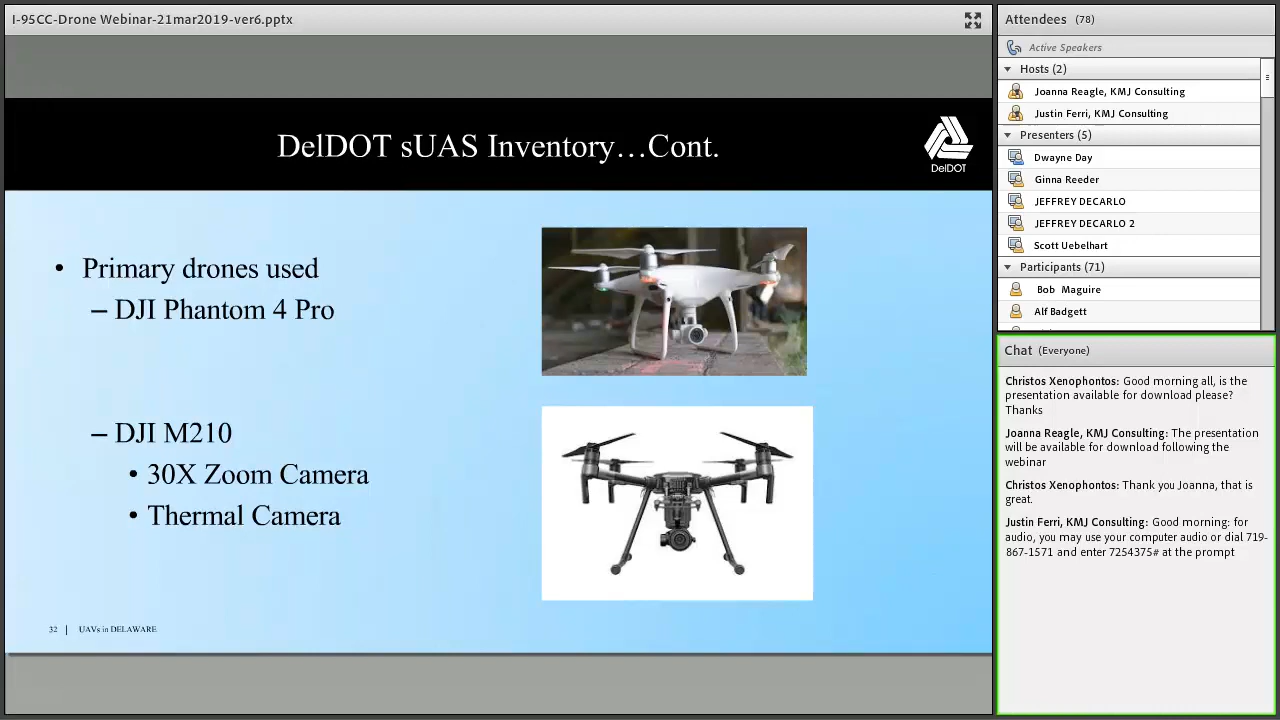 I-95CC-Drone Webinar-21mar2019-ver6.pptx
DelDOT sUAS Inventory…Cont.
DelDOT
• Primary drones used
– DJI Phantom 4 Pro
– DJI M210
• 30X Zoom Camera
• Thermal Camera
32 | UAVs in DELAWARE
Attendees (78)
Active Speakers
Hosts (2)
Joanna Reagle, KMJ Consulting
Justin Ferri, KMJ Consulting
Presenters (5)
Dwayne Day
Ginna Reeder
JEFFREY DECARLO
JEFFREY DECARLO 2
Scott Uebelhart
Participants (71)
Bob Maguire
Alf Badgett
Chat (Everyone)
Christos Xenophontos: Good morning all, is the
presentation available for download please?
Thanks
Joanna Reagle, KMJ Consulting: The presentation
will be available for download following the
webinar
Christos Xenophontos: Thank you Joanna, that is
great.
Justin Ferri, KMJ Consulting: Good morning: for
audio, you may use your computer audio or dial 719-
867-1571 and enter 7254375# at the prompt